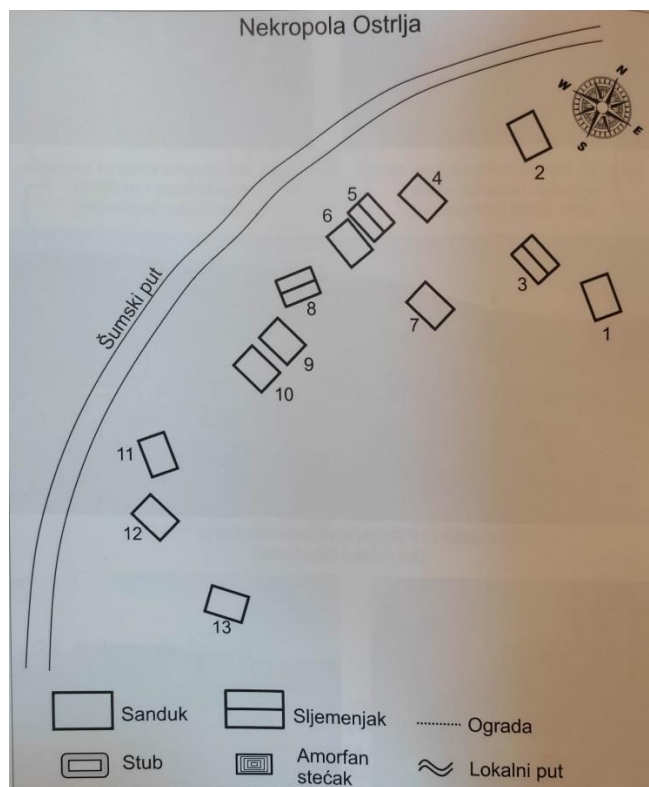 Nekropola Ostrlja
N
W
E
S
2
4
5
6
3
8
7
1
9
10
Šumski put
11
12
13
Sanduk
Sljemenjak
Ograda
Stub
Amorfan
stećak
Lokalni put